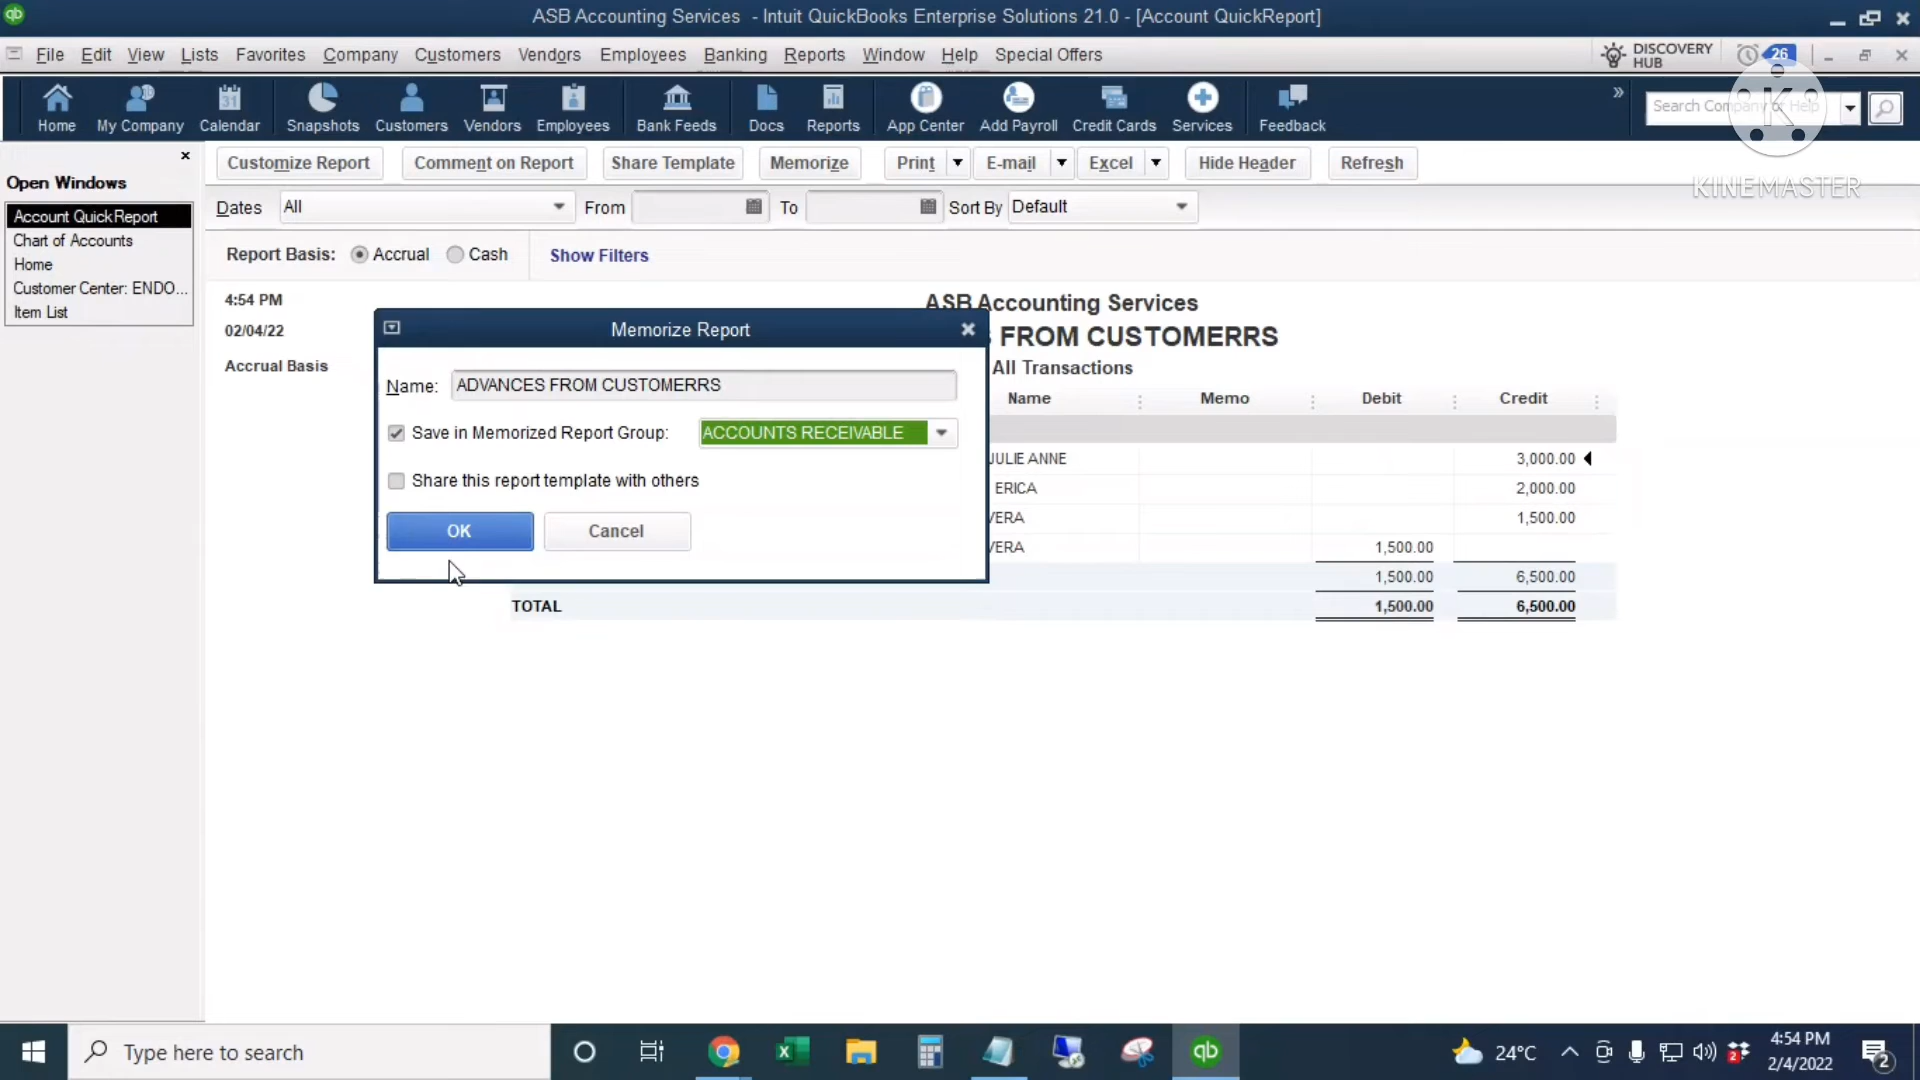 qb ASB Accounting Services - Intuit QuickBooks Enterprise Solutions 21.0 - [Account QuickReport]
File Edit View Lists Favorites Company Customers Vendors Employees Banking Reports Window Help Special Offers DISCOVERY HUB 26
Home My Company Calendar Snapshots Customers Vendors Employees Bank Feeds Docs Reports App Center Add Payroll Credit Cards Services Feedback » Search Company or Help
31
K
KINEMASTER
Open Windows
Account QuickReport
Chart of Accounts
Home
Customer Center: ENDO...
Item List
Customize Report Comment on Report Share Template Memorize Print E-mail Excel Hide Header Refresh
Dates All From To Sort By Default
Report Basis: Accrual Cash Show Filters
4:54 PM
02/04/22
Accrual Basis
ASB Accounting Services
FROM CUSTOMERRS
All Transactions
Name Memo Debit Credit
JULIE ANNE 3,000.00
ERICA 2,000.00
VERA 1,500.00
VERA 1,500.00
1,500.00 6,500.00
TOTAL 1,500.00 6,500.00
Memorize Report
Name: ADVANCES FROM CUSTOMERRS
Save in Memorized Report Group: ACCOUNTS RECEIVABLE
Share this report template with others
OK Cancel
Type here to search
qb
24°C
2
4:54 PM
2/4/2022
2